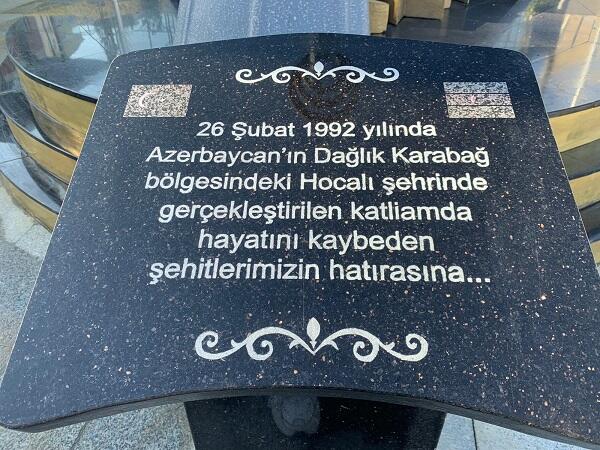 26 Şubat 1992 yılında
Azerbaycan'ın Dağlık Karabağ
bölgesindeki Hocalı şehrinde
gerçekleştirilen katliamda
hayatını kaybeden
şehitlerimizin hatırasına...